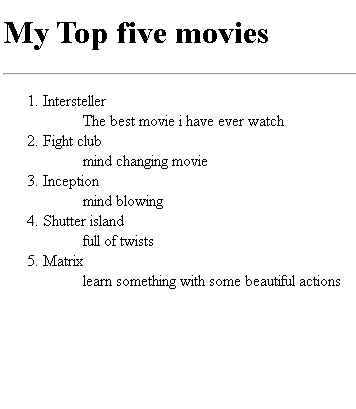 My Top five movies
1. Intersteller
The best movie i have ever watch
2. Fight club
mind changing movie
3. Inception
mind blowing
4. Shutter island
full of twists
5. Matrix
learn something with some beautiful actions